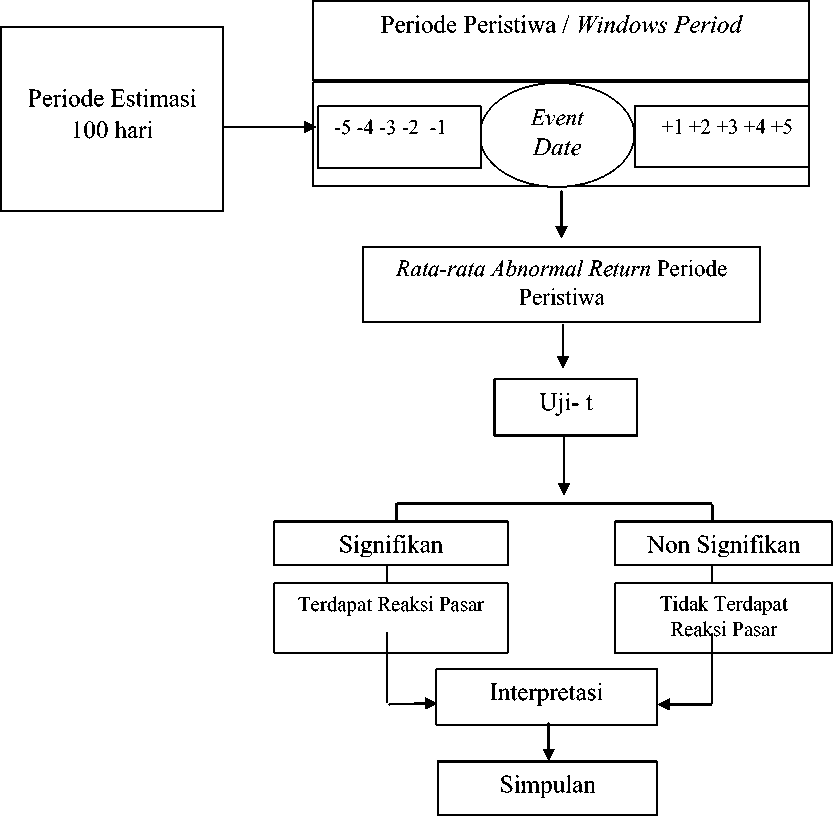 Periode Peristiwa / Windows Period
Periode Estimasi
100 hari
-5 -4 -3 -2 -1
Event
Date
+1 +2 +3 +4 +5
Rata-rata Abnormal Return Periode
Peristiwa
Uji- t
Signifikan
Non Signifikan
Terdapat Reaksi Pasar
Tidak Terdapat
Reaksi Pasar
Interpretasi
Simpulan